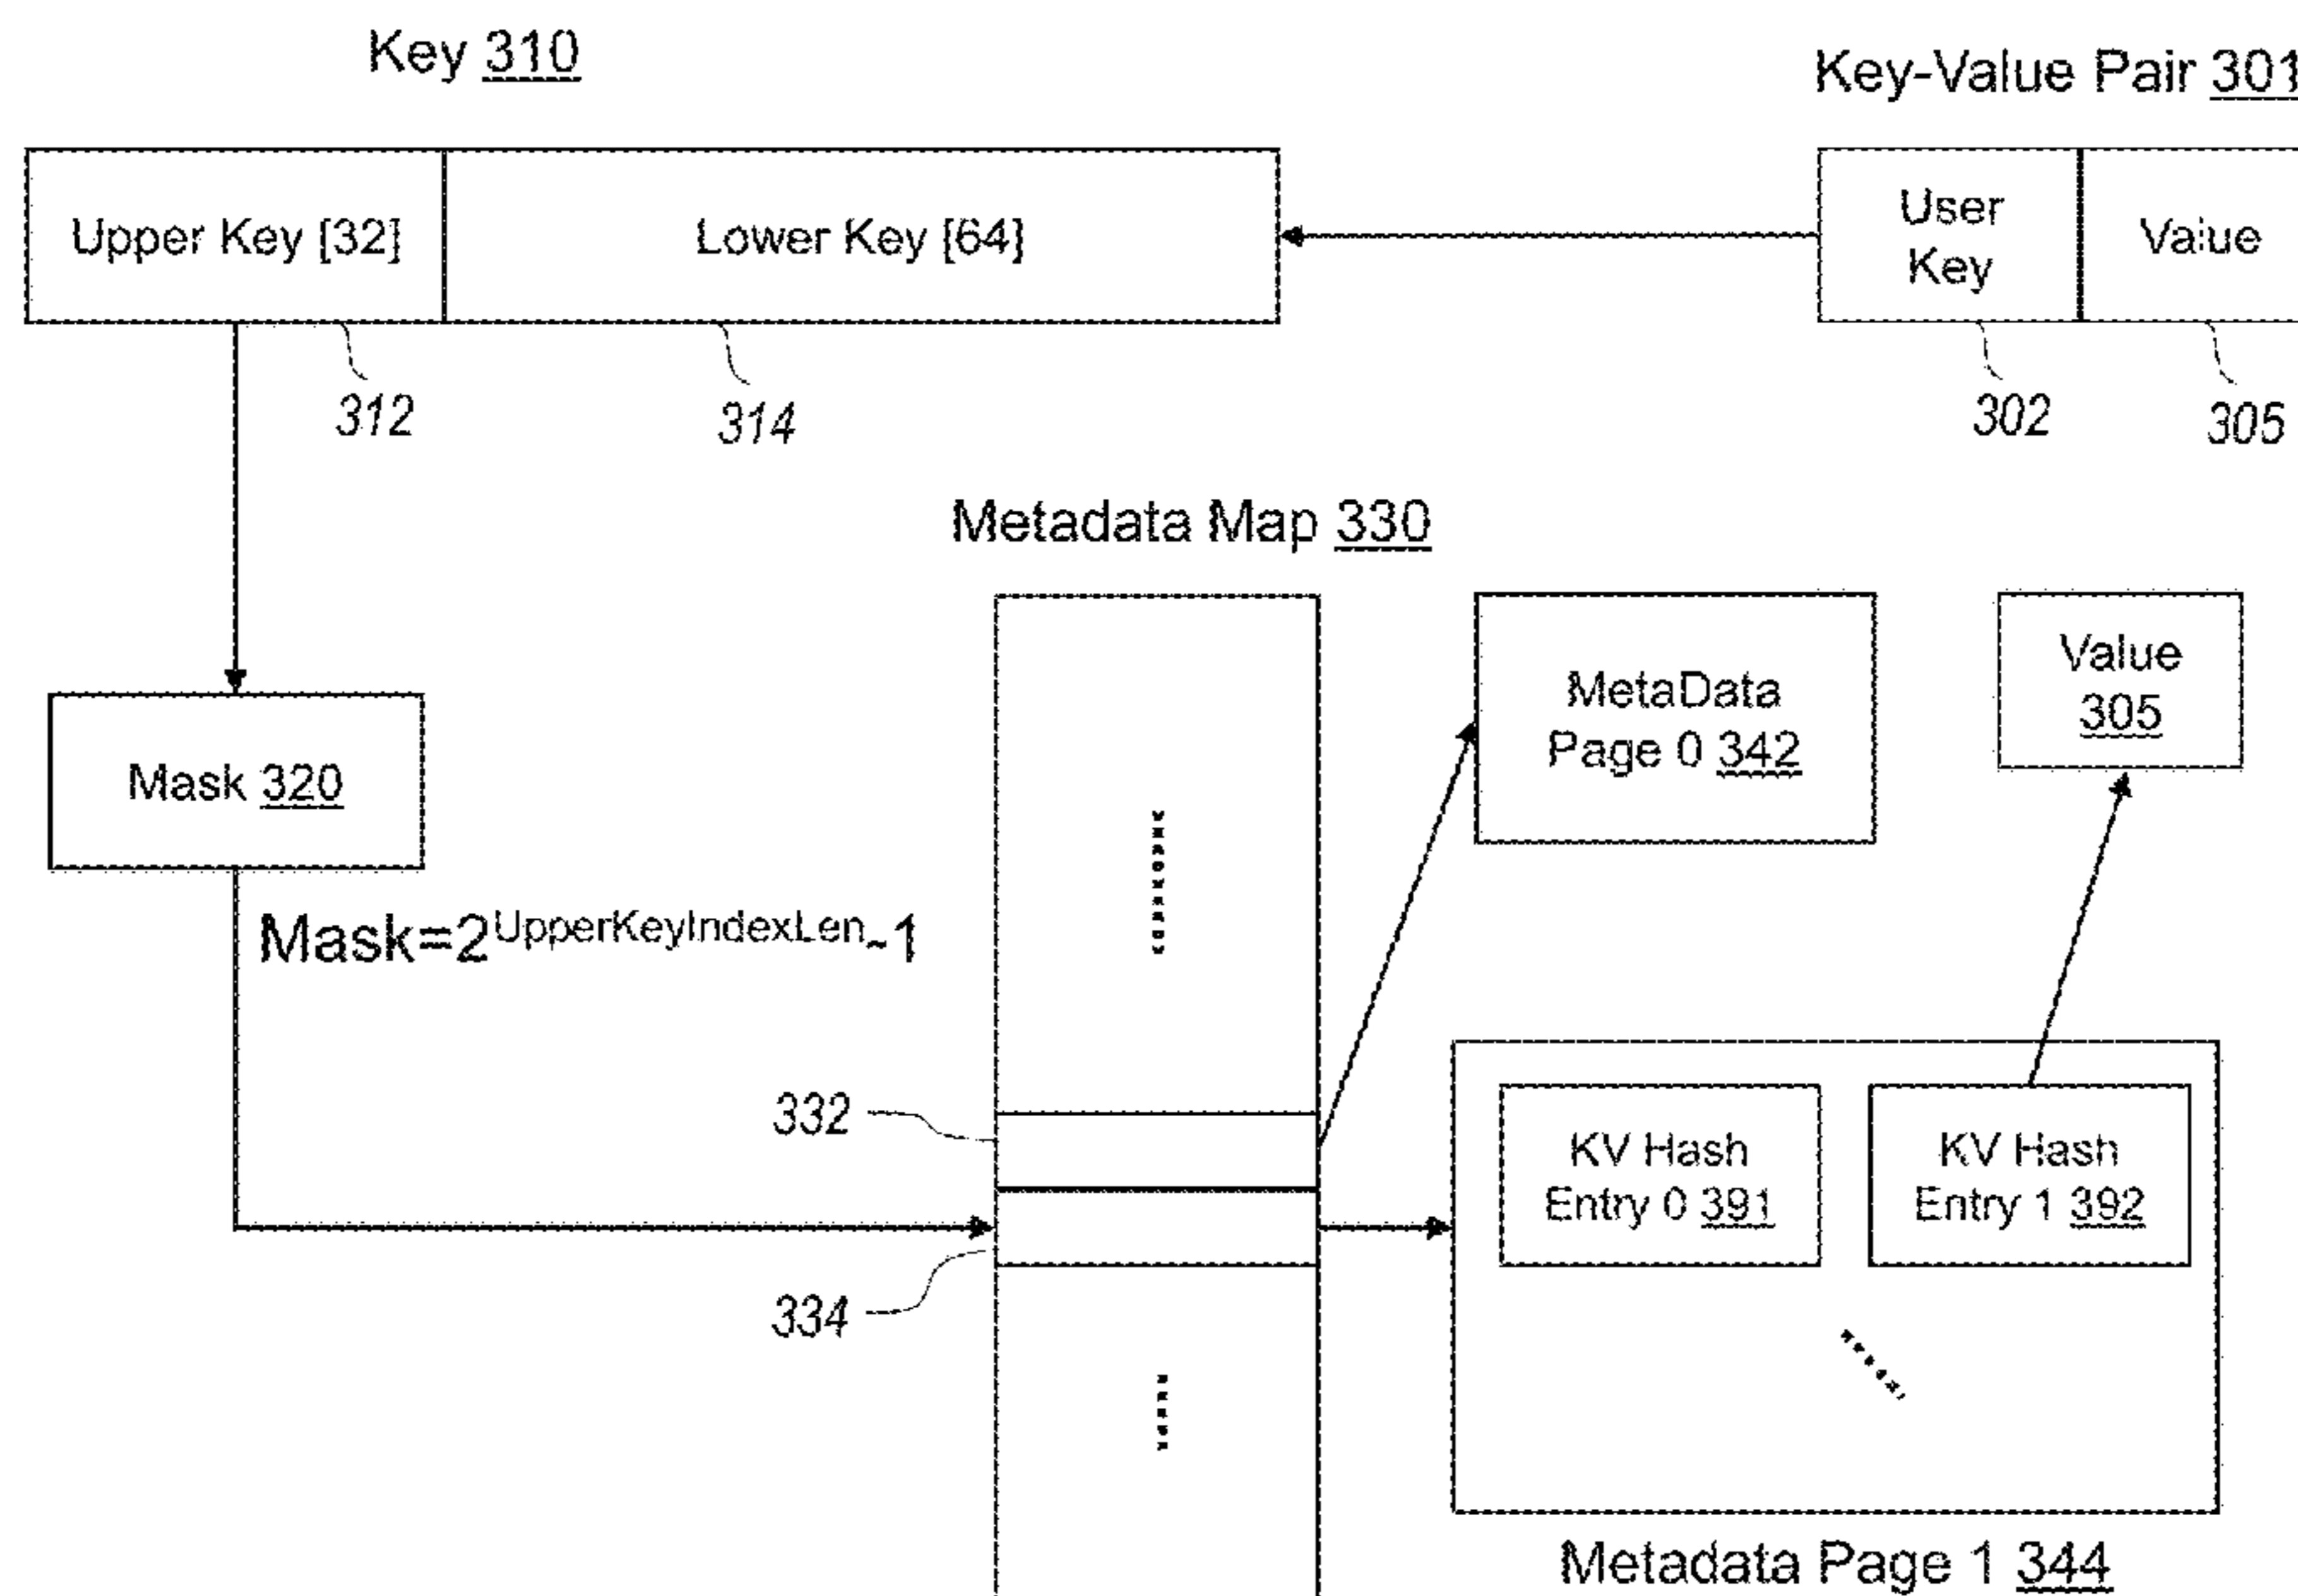 Key 310
Key-Value Pair 301
Upper Key [32]
Lower Key [64]
User
Key
Value
312
314
302
305
Metadata Map 330
Mask 320
Mask=2^UpperKeyIndexLen-1
MetaData
Page 0 342
Value
305
332
334
KV Hash
Entry 0 391
KV Hash
Entry 1 392
Metadata Page 1 344